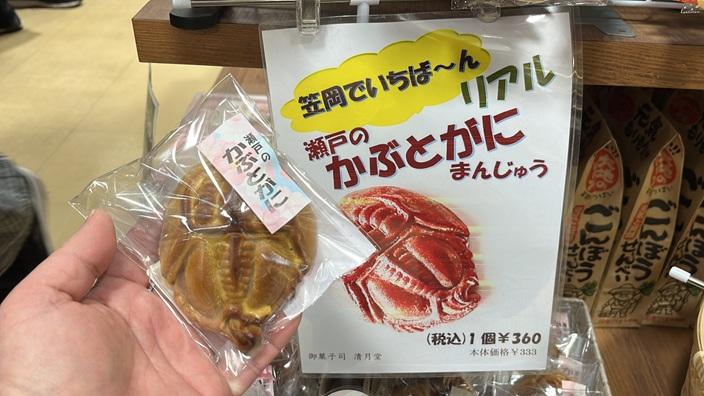 笠岡でいちば～ん
リアル
瀬戸の
かぶとがに
まんじゅう
(税込)1個¥360
本体価格¥333
御菓子司 清月堂
瀬戸の
かぶとがに
ごんぼう
せんべい
ごんぼう